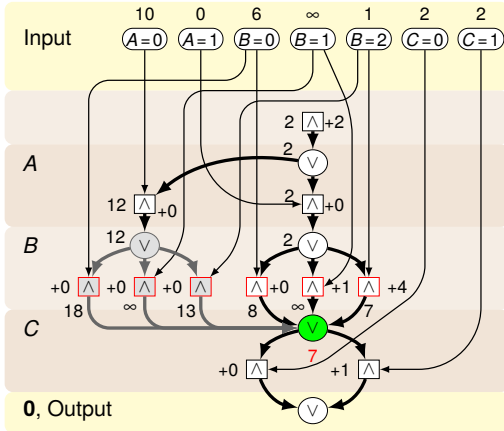 10 0 6 ∞ 1 2 2
Input A=0 A=1 B=0 B=1 B=2 C=0 C=1
2 ∧ +2
A 2 ∨
12 ∧ +0 2 ∧ +0
B 12 ∨ 2 ∨
+0 ∧ +0 ∧ +0 ∧ ∧ +0 ∧ +1 ∧ +4
18 ∞ 13 8 ∞ 7
C ∨
7
+0 ∧ +1 ∧
0, Output ∨